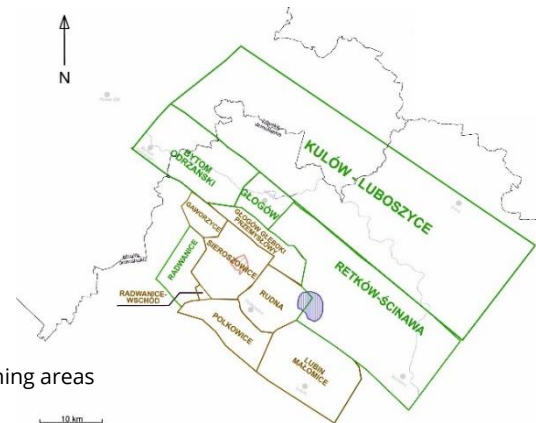 N
KULÓW - LUBOSZYCE
BYTOM
ODRZAŃSKI
GŁOGÓW
GŁOGÓW GŁĘBOKI
PRZEMYSŁOWY
GAWORZYCE
RADWANICE
SIEROSZOWICE
RETKÓW-ŚCINAWA
RADWANICE-
WSCHÓD
RUDNA
POLKOWICE
LUBIN
MAŁOMICE
ning areas
10 km